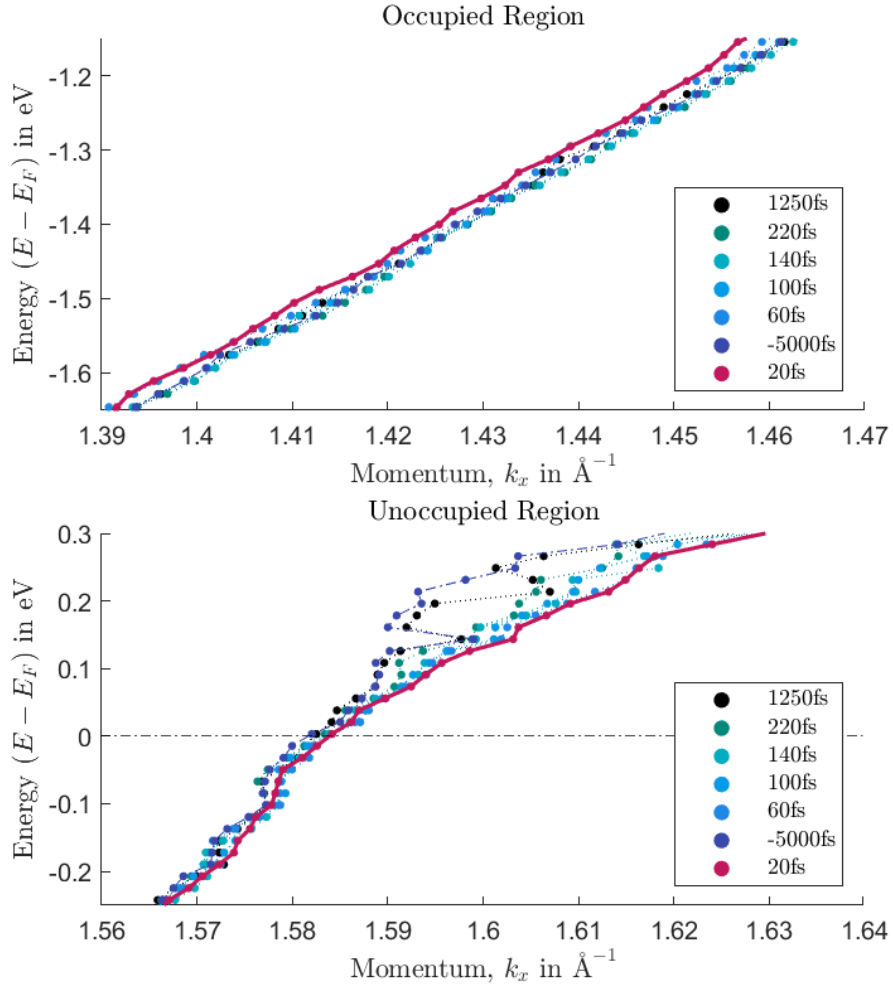 Occupied Region
Energy (E − E_F) in eV
-1.2
-1.3
-1.4
-1.5
-1.6
1250fs
220fs
140fs
100fs
60fs
-5000fs
20fs
1.39 1.4 1.41 1.42 1.43 1.44 1.45 1.46 1.47
Momentum, k_x in Å⁻¹
Unoccupied Region
Energy (E − E_F) in eV
0.3
0.2
0.1
0
-0.1
-0.2
1250fs
220fs
140fs
100fs
60fs
-5000fs
20fs
1.56 1.57 1.58 1.59 1.6 1.61 1.62 1.63 1.64
Momentum, k_x in Å⁻¹